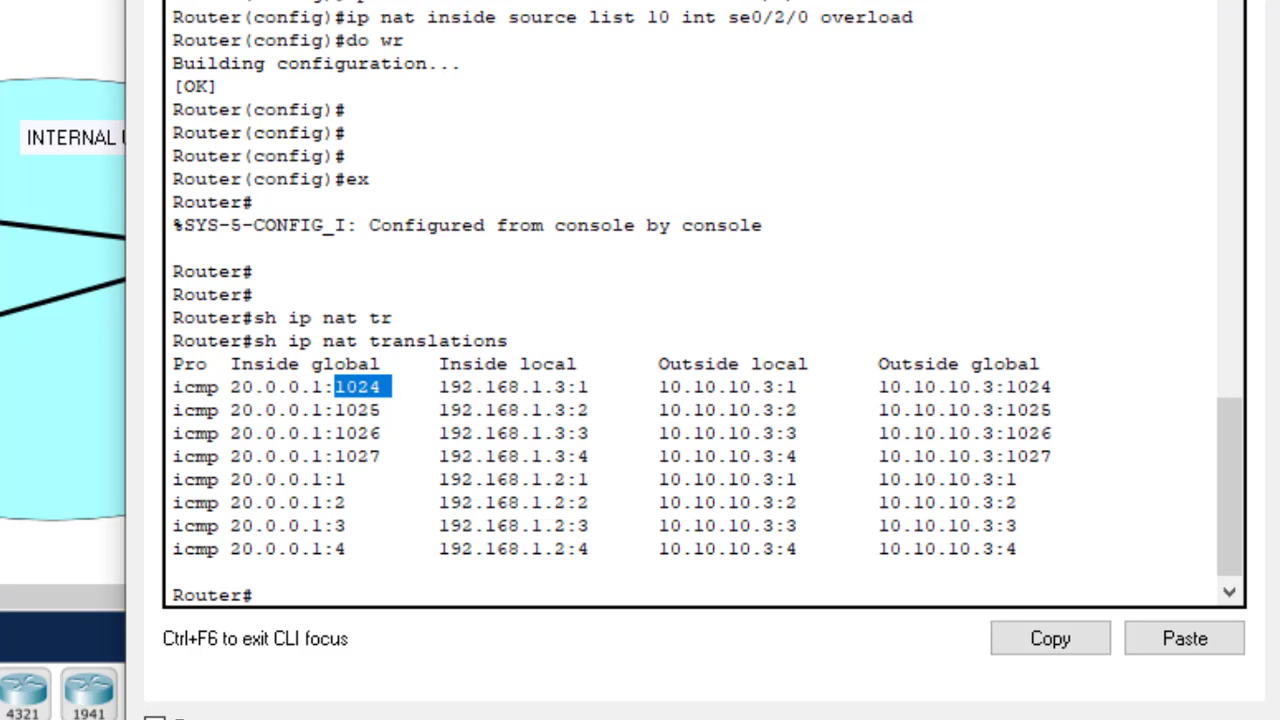 Router(config)#ip nat inside source list 10 int se0/2/0 overload
Router(config)#do wr
Building configuration...
[OK]
Router(config)#
Router(config)#
Router(config)#
Router(config)#ex
Router#
%SYS-5-CONFIG_I: Configured from console by console
Router#
Router#
Router#sh ip nat tr
Router#sh ip nat translations
Pro Inside global Inside local Outside local Outside global
icmp 20.0.0.1:1024 192.168.1.3:1 10.10.10.3:1 10.10.10.3:1024
icmp 20.0.0.1:1025 192.168.1.3:2 10.10.10.3:2 10.10.10.3:1025
icmp 20.0.0.1:1026 192.168.1.3:3 10.10.10.3:3 10.10.10.3:1026
icmp 20.0.0.1:1027 192.168.1.3:4 10.10.10.3:4 10.10.10.3:1027
icmp 20.0.0.1:1 192.168.1.2:1 10.10.10.3:1 10.10.10.3:1
icmp 20.0.0.1:2 192.168.1.2:2 10.10.10.3:2 10.10.10.3:2
icmp 20.0.0.1:3 192.168.1.2:3 10.10.10.3:3 10.10.10.3:3
icmp 20.0.0.1:4 192.168.1.2:4 10.10.10.3:4 10.10.10.3:4
Router#
Ctrl+F6 to exit CLI focus
Copy
Paste
INTERNAL
4321
1941